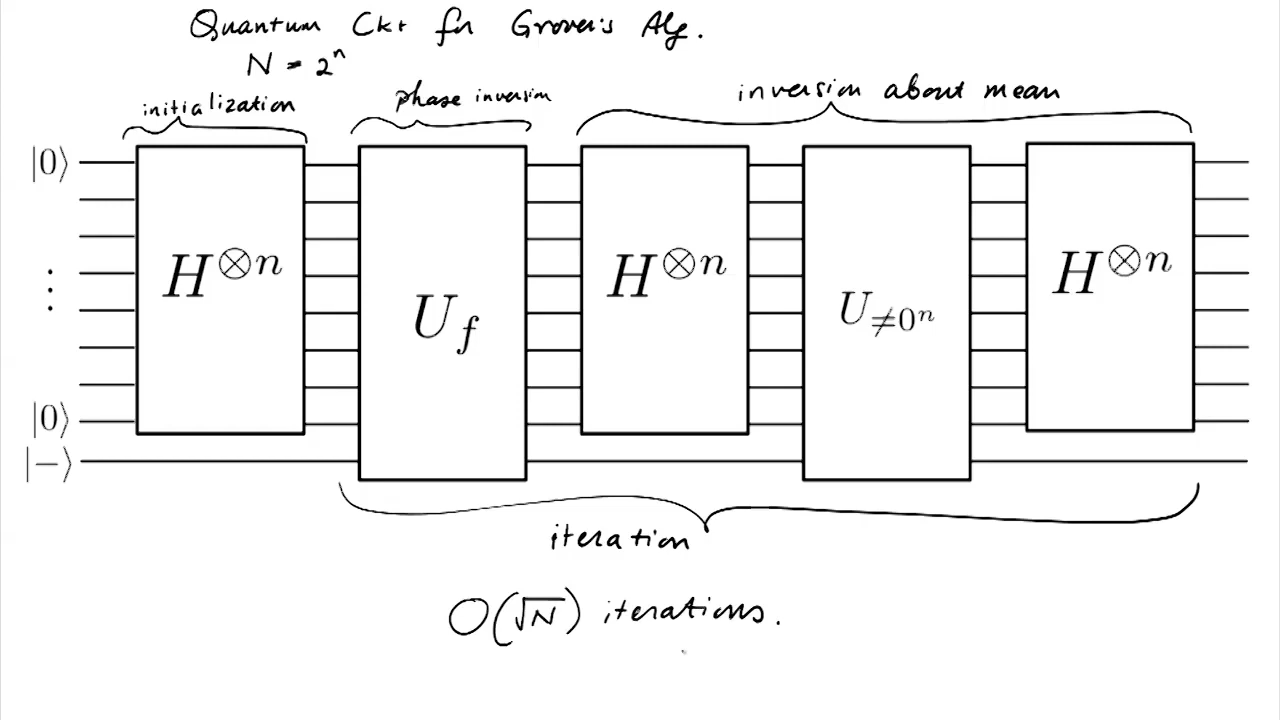 Quantum Ckt for Grover's Alg.
N = 2ⁿ
initialization
phase inversion
inversion about mean
|0⟩
⋮
|0⟩
|−⟩
H⊗n
U_f
H⊗n
U_≠0ⁿ
H⊗n
iteration
O(√N) iterations.